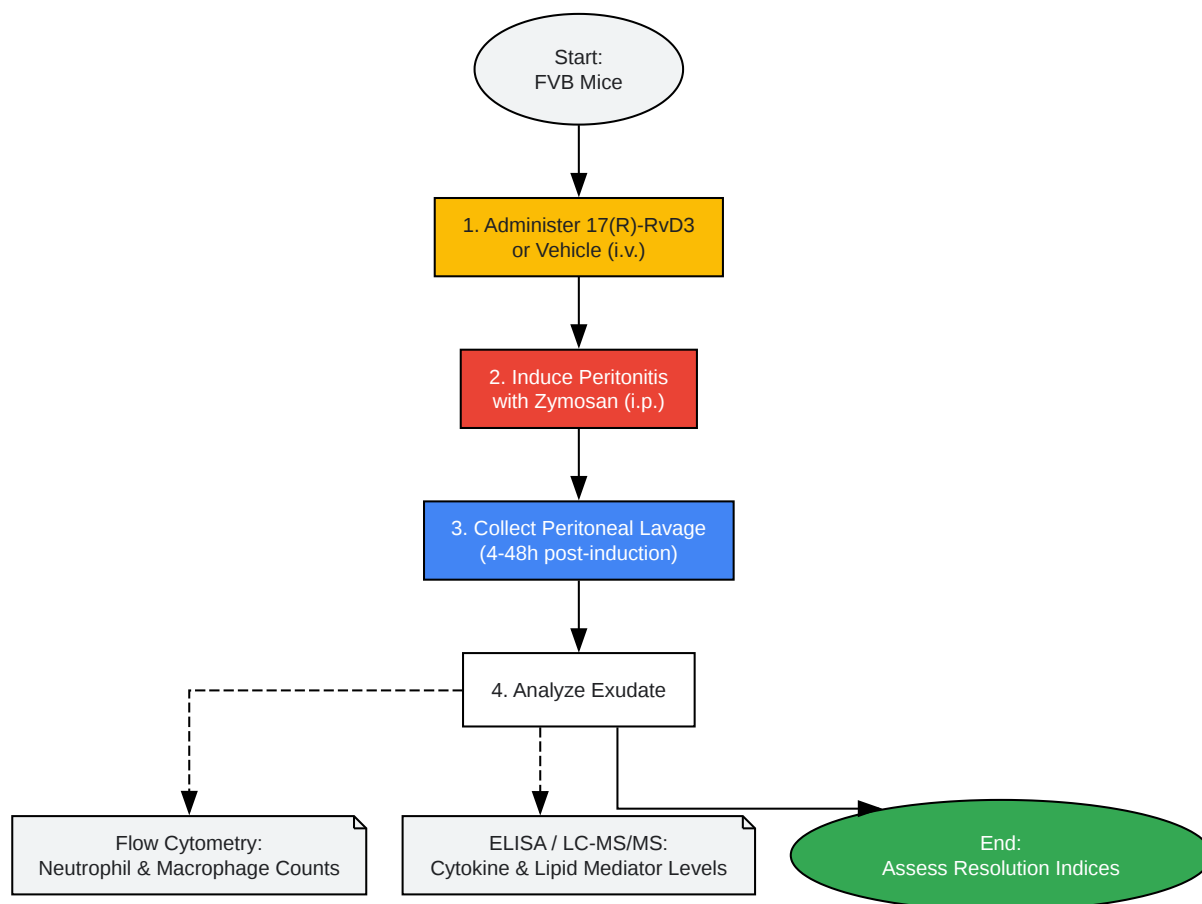 Start:
FVB Mice
1. Administer 17(R)-RvD3
or Vehicle (i.v.)
2. Induce Peritonitis
with Zymosan (i.p.)
3. Collect Peritoneal Lavage
(4-48h post-induction)
4. Analyze Exudate
Flow Cytometry:
Neutrophil & Macrophage Counts
ELISA / LC-MS/MS:
Cytokine & Lipid Mediator Levels
End:
Assess Resolution Indices